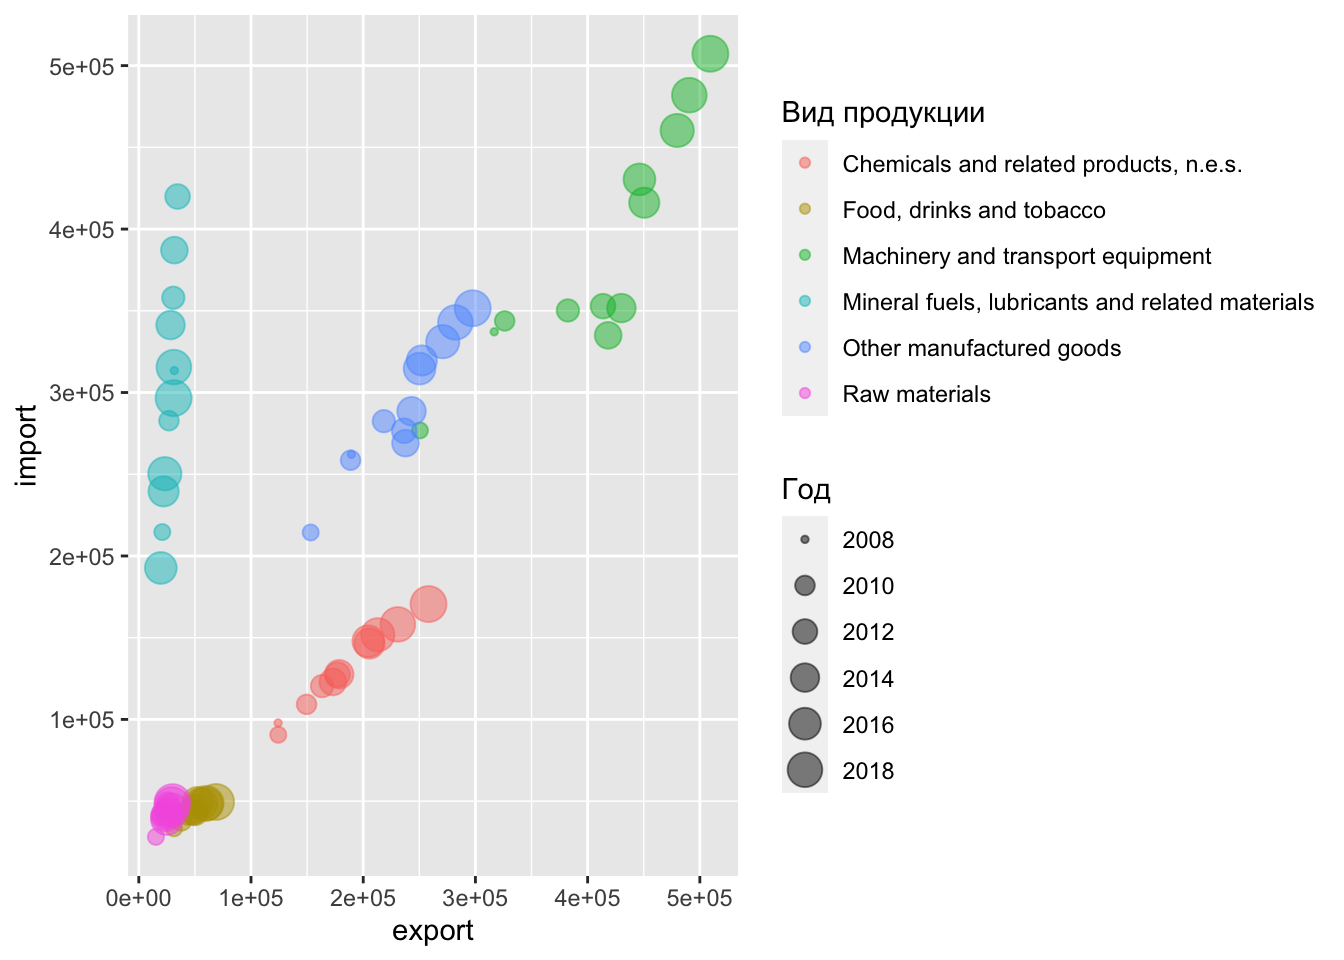 5e+05
4e+05
3e+05
2e+05
1e+05
import
0e+00 1e+05 2e+05 3e+05 4e+05 5e+05
export
Вид продукции
Chemicals and related products, n.e.s.
Food, drinks and tobacco
Machinery and transport equipment
Mineral fuels, lubricants and related materials
Other manufactured goods
Raw materials
Год
2008
2010
2012
2014
2016
2018